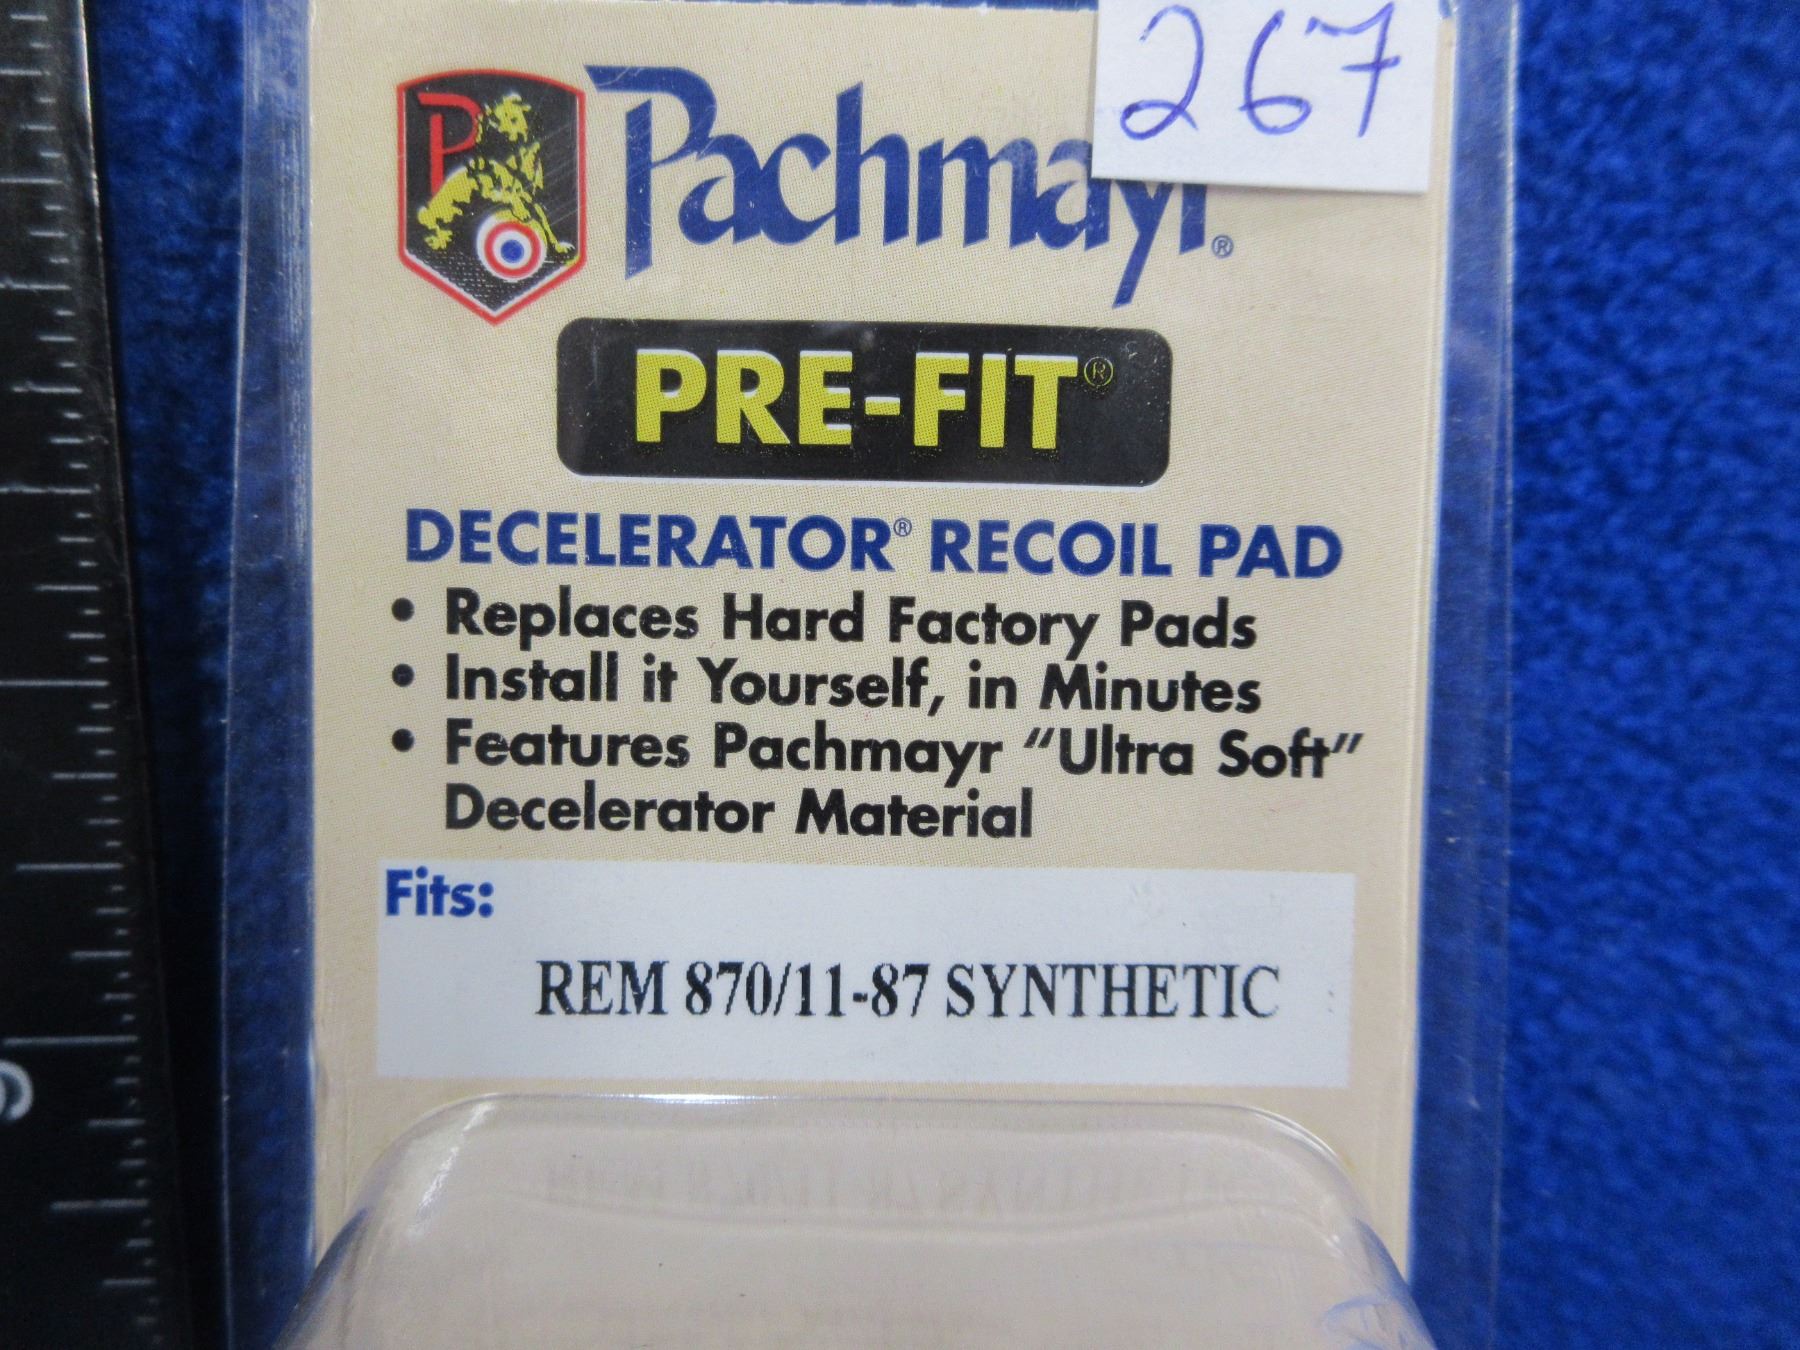 267
P
Pachmayr®
PRE-FIT®
DECELERATOR® RECOIL PAD
• Replaces Hard Factory Pads
• Install it Yourself, in Minutes
• Features Pachmayr “Ultra Soft”
Decelerator Material
Fits:
REM 870/11-87 SYNTHETIC